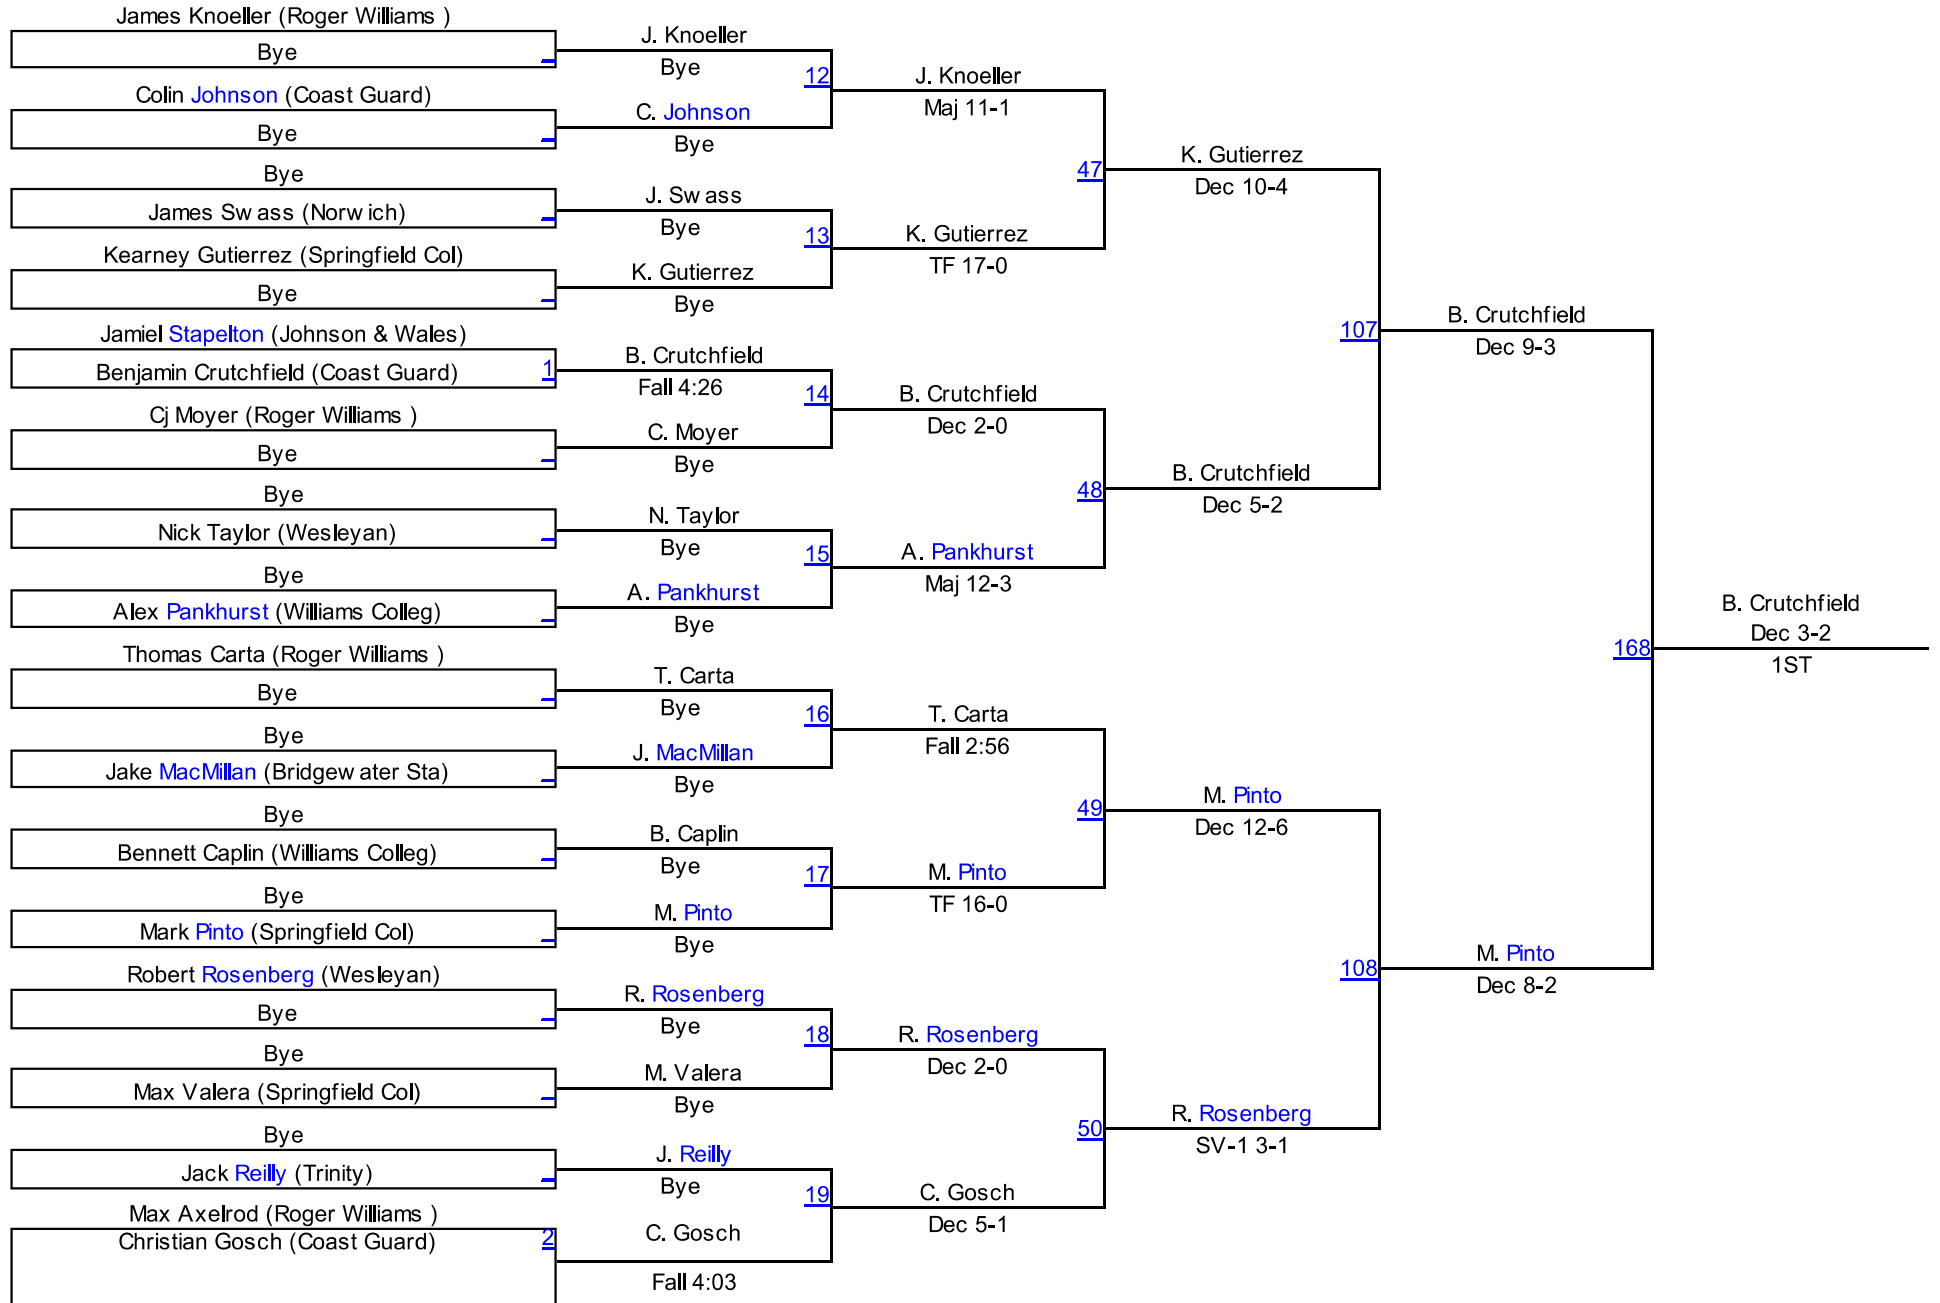 James Knoeller (Roger Williams )
Bye
Colin Johnson (Coast Guard)
Bye
Bye
James Swass (Norwich)
Kearney Gutierrez (Springfield Col)
Bye
Jamiel Stapelton (Johnson & Wales)
Benjamin Crutchfield (Coast Guard) 1
Cj Moyer (Roger Williams )
Bye
Bye
Nick Taylor (Wesleyan)
Bye
Alex Pankhurst (Williams Colleg)
Thomas Carta (Roger Williams )
Bye
Bye
Jake MacMillan (Bridgewater Sta)
Bye
Bennett Caplin (Williams Colleg)
Bye
Mark Pinto (Springfield Col)
Robert Rosenberg (Wesleyan)
Bye
Bye
Max Valera (Springfield Col)
Bye
Jack Reilly (Trinity)
Max Axelrod (Roger Williams )
Christian Gosch (Coast Guard) 2
J. Knoeller
Bye
12
C. Johnson
Bye
J. Swass
Bye
13
K. Gutierrez
Bye
B. Crutchfield
Fall 4:26
14
C. Moyer
Bye
N. Taylor
Bye
15
A. Pankhurst
Bye
T. Carta
Bye
16
J. MacMillan
Bye
B. Caplin
Bye
17
M. Pinto
Bye
R. Rosenberg
Bye
18
M. Valera
Bye
J. Reilly
Bye
19
C. Gosch
Fall 4:03
J. Knoeller
Maj 11-1
47
K. Gutierrez
TF 17-0
B. Crutchfield
Dec 2-0
48
A. Pankhurst
Maj 12-3
T. Carta
Fall 2:56
49
M. Pinto
TF 16-0
R. Rosenberg
Dec 2-0
50
C. Gosch
Dec 5-1
K. Gutierrez
Dec 10-4
107
B. Crutchfield
Dec 5-2
M. Pinto
Dec 12-6
108
R. Rosenberg
SV-1 3-1
B. Crutchfield
Dec 9-3
168
M. Pinto
Dec 8-2
B. Crutchfield
Dec 3-2
1ST